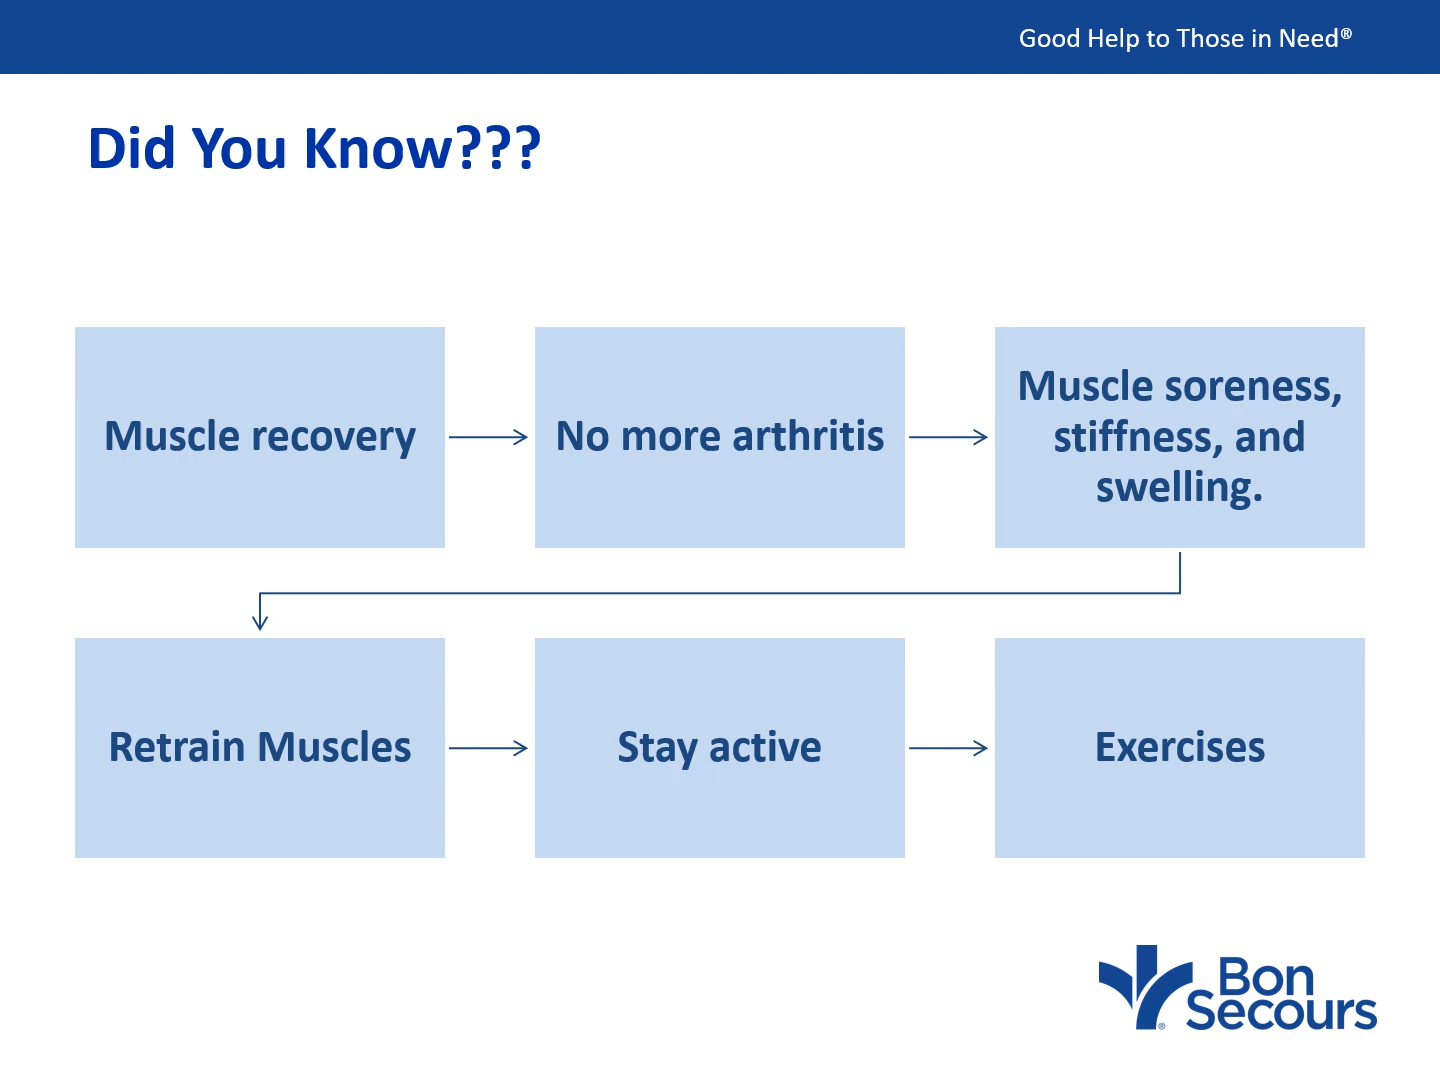 Good Help to Those in Need®
Did You Know???
Muscle recovery
No more arthritis
Muscle soreness,
stiffness, and
swelling.
Retrain Muscles
Stay active
Exercises
Bon
Secours
®